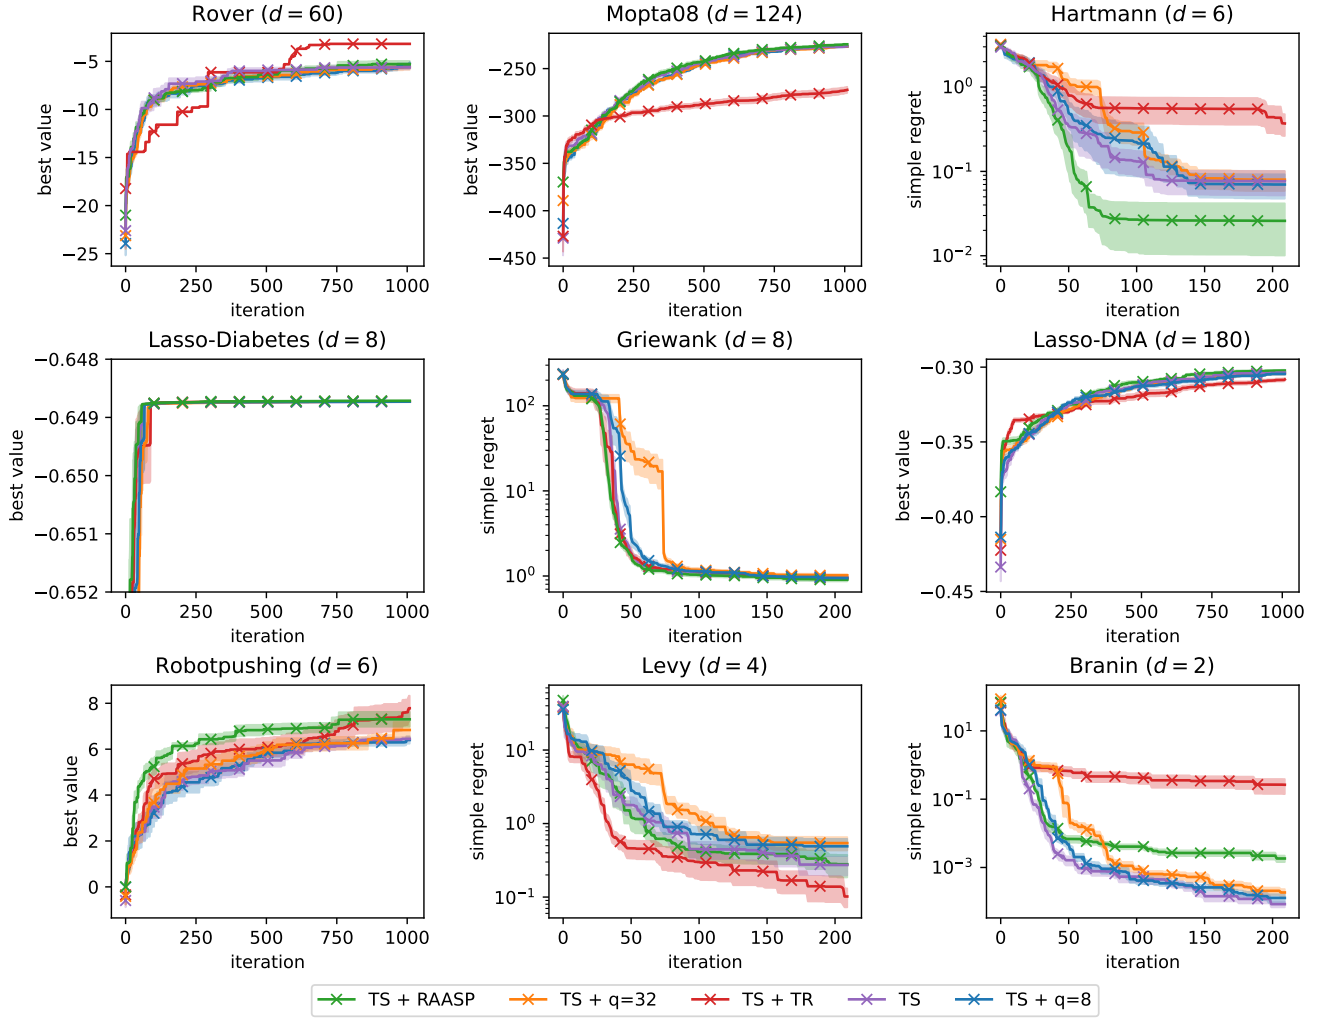 Rover (d = 60)
best value
−5
−10
−15
−20
−25
0 250 500 750 1000
iteration
Mopta08 (d = 124)
best value
−250
−300
−350
−400
−450
0 250 500 750 1000
iteration
Hartmann (d = 6)
simple regret
10^0
10^−1
10^−2
0 50 100 150 200
iteration
Lasso-Diabetes (d = 8)
best value
−0.648
−0.649
−0.650
−0.651
−0.652
0 250 500 750 1000
iteration
Griewank (d = 8)
simple regret
10^2
10^1
10^0
0 50 100 150 200
iteration
Lasso-DNA (d = 180)
best value
−0.30
−0.35
−0.40
−0.45
0 250 500 750 1000
iteration
Robotpushing (d = 6)
best value
8
6
4
2
0
0 250 500 750 1000
iteration
Levy (d = 4)
simple regret
10^1
10^0
10^−1
0 50 100 150 200
iteration
Branin (d = 2)
simple regret
10^1
10^−1
10^−3
0 50 100 150 200
iteration
TS + RAASP TS + q=32 TS + TR TS TS + q=8